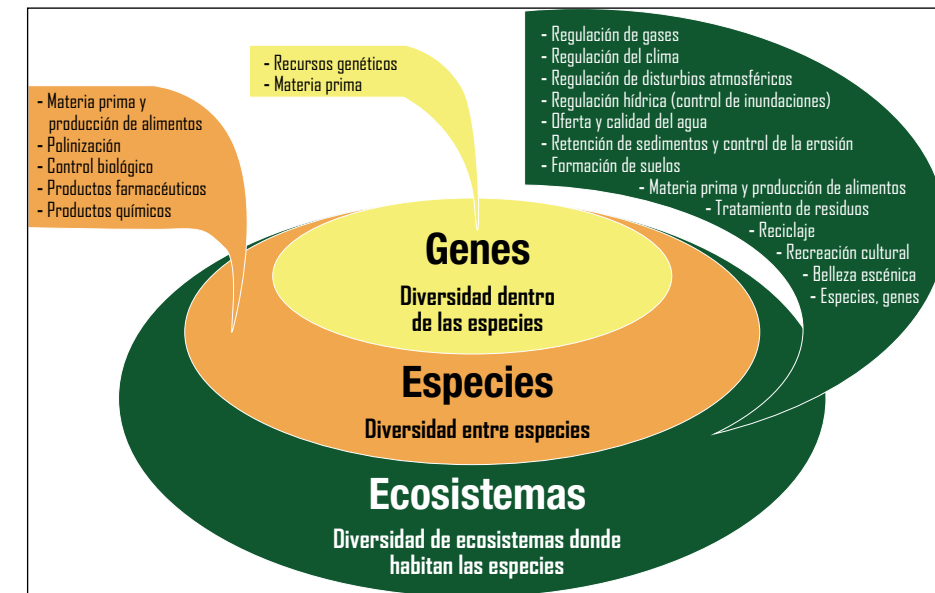 - Materia prima y
producción de alimentos
- Polinización
- Control biológico
- Productos farmacéuticos
- Productos químicos
- Recursos genéticos
- Materia prima
- Regulación de gases
- Regulación del clima
- Regulación de disturbios atmosféricos
- Regulación hídrica (control de inundaciones)
- Oferta y calidad del agua
- Retención de sedimentos y control de la erosión
- Formación de suelos
- Materia prima y producción de alimentos
- Tratamiento de residuos
- Reciclaje
- Recreación cultural
- Belleza escénica
- Especies, genes
Genes
Diversidad dentro
de las especies
Especies
Diversidad entre especies
Ecosistemas
Diversidad de ecosistemas donde
habitan las especies